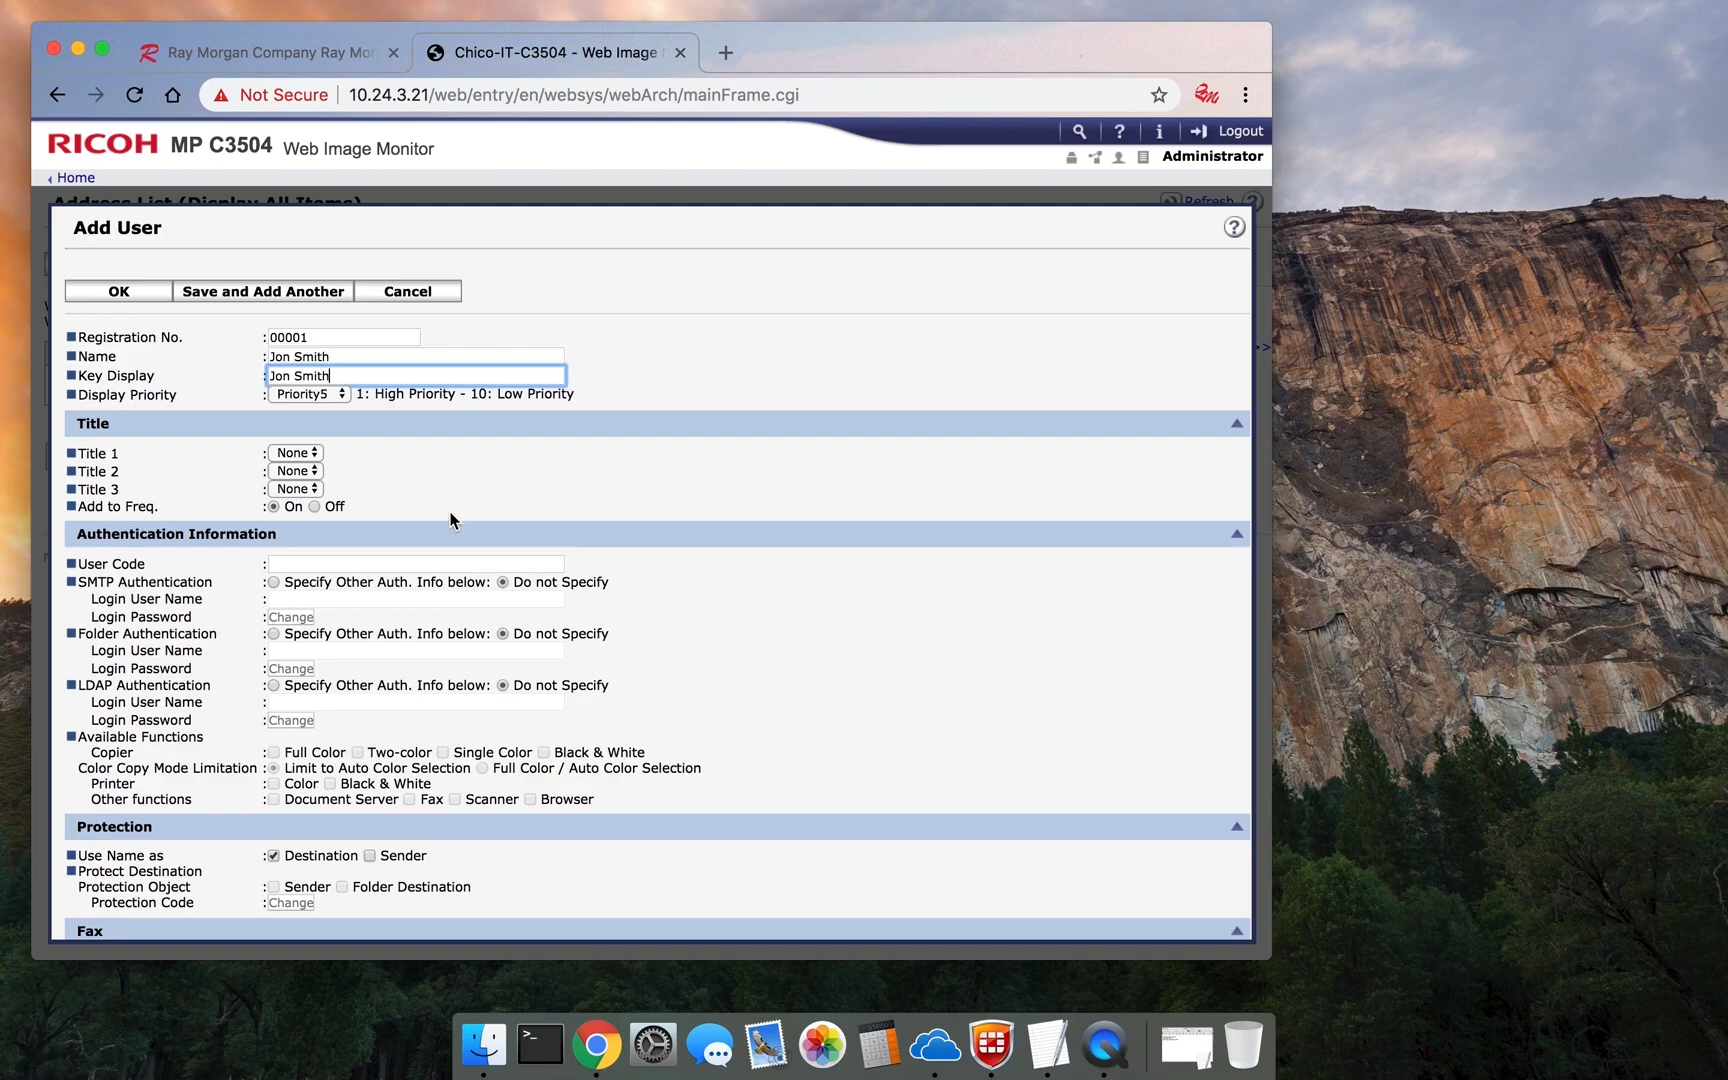 Ray Morgan Company Ray Mor
Chico-IT-C3504 - Web Image
Not Secure 10.24.3.21/web/entry/en/websys/webArch/mainFrame.cgi
RICOH MP C3504 Web Image Monitor
? i Logout
Administrator
Home
Address List (Display All Items)
Refresh ?
Add User ?
OK Save and Add Another Cancel
Registration No. :00001
Name :Jon Smith
Key Display :Jon Smith
Display Priority :Priority5 1: High Priority - 10: Low Priority
>>
Title
Title 1 :None
Title 2 :None
Title 3 :None
Add to Freq. :On Off
Authentication Information
User Code :
SMTP Authentication :Specify Other Auth. Info below: Do not Specify
Login User Name :
Login Password :Change
Folder Authentication :Specify Other Auth. Info below: Do not Specify
Login User Name :
Login Password :Change
LDAP Authentication :Specify Other Auth. Info below: Do not Specify
Login User Name :
Login Password :Change
Available Functions
Copier :Full Color Two-color Single Color Black & White
Color Copy Mode Limitation :Limit to Auto Color Selection Full Color / Auto Color Selection
Printer :Color Black & White
Other functions :Document Server Fax Scanner Browser
Protection
Use Name as :Destination Sender
Protect Destination
Protection Object :Sender Folder Destination
Protection Code :Change
Fax